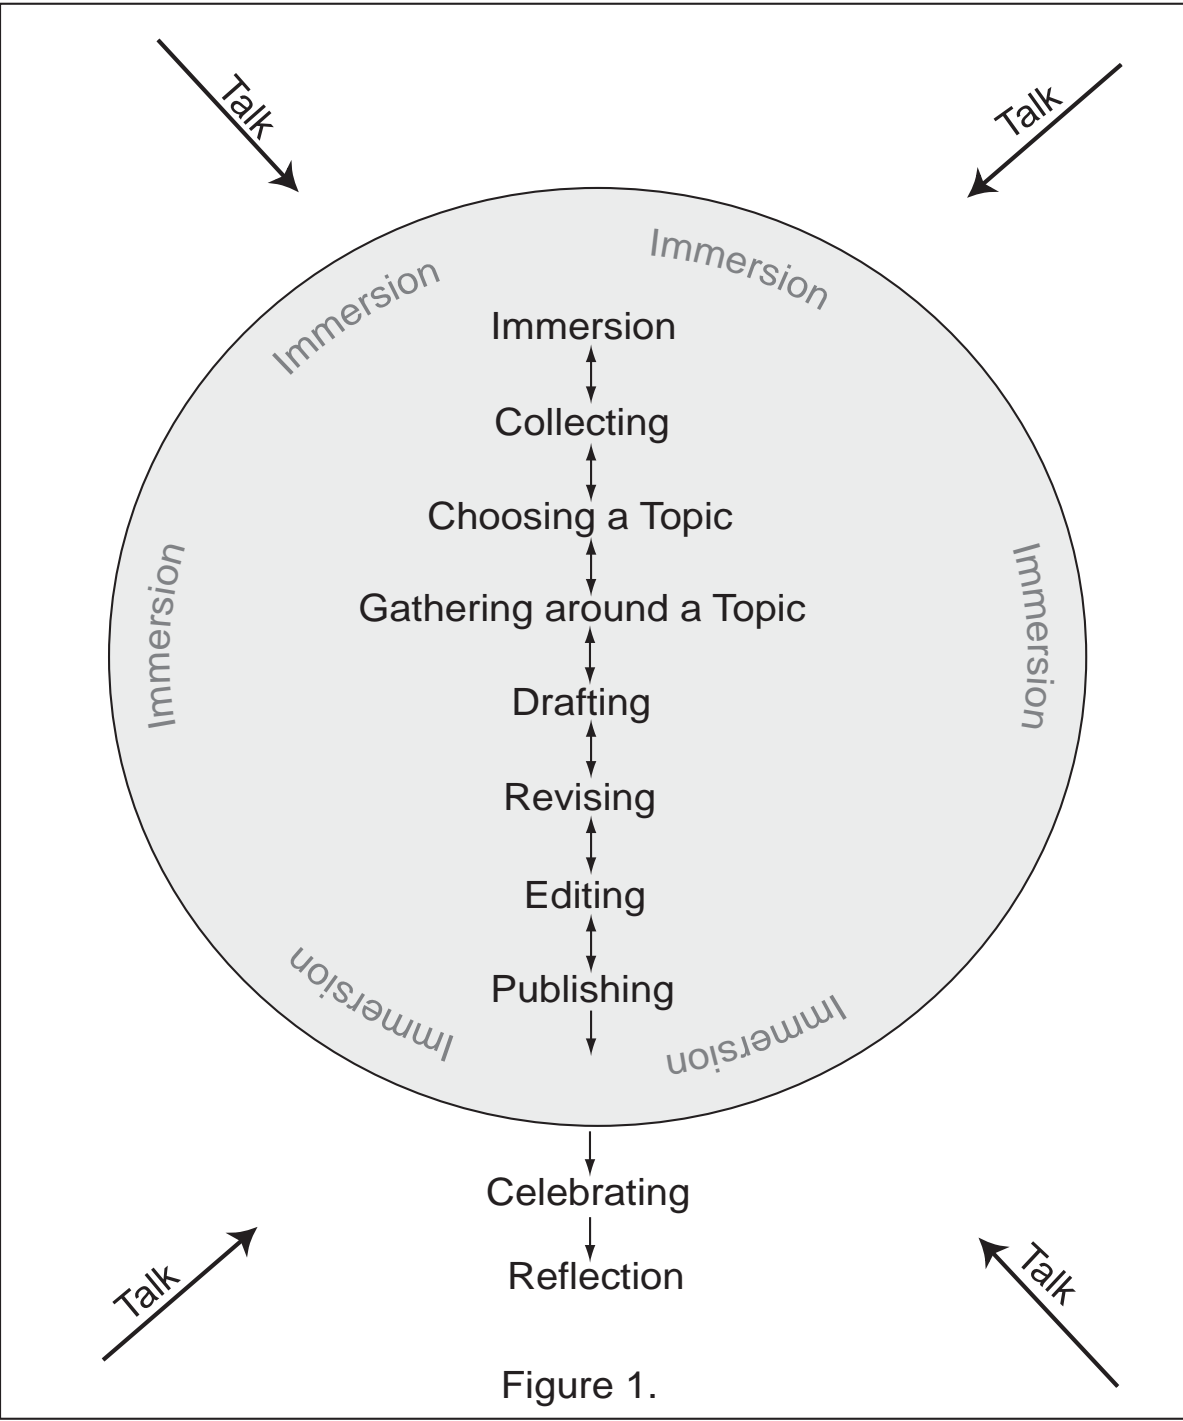 Talk
Talk
Immersion
Immersion
Immersion
Collecting
Choosing a Topic
Gathering around a Topic
Immersion
Immersion
Drafting
Revising
Editing
Publishing
Immersion
Immersion
Celebrating
Reflection
Talk
Talk
Figure 1.